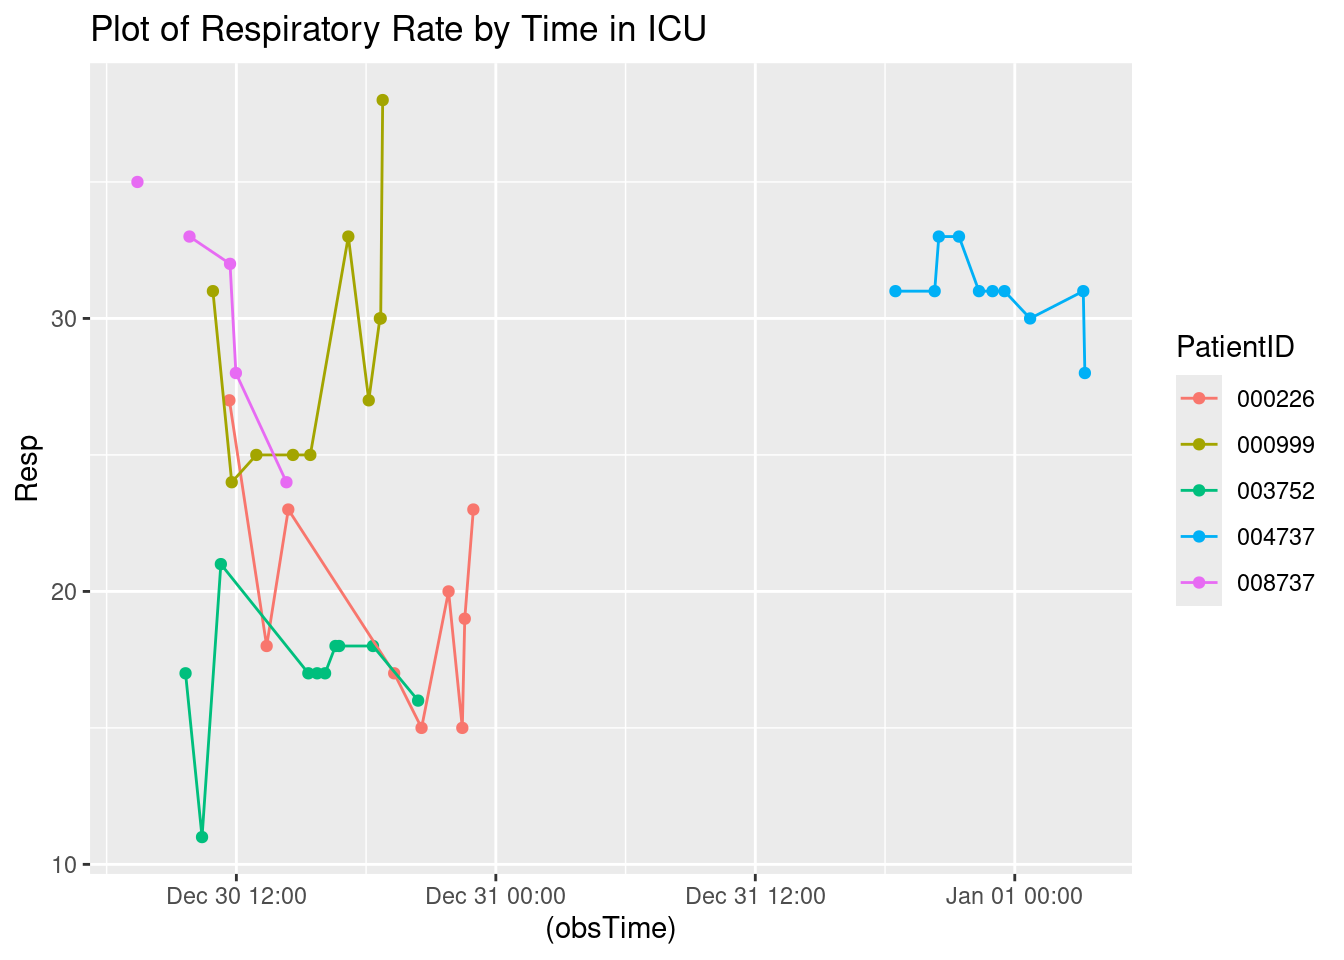 Plot of Respiratory Rate by Time in ICU
Resp
30
20
10
Dec 30 12:00
Dec 31 00:00
Dec 31 12:00
Jan 01 00:00
(obsTime)
PatientID
000226
000999
003752
004737
008737